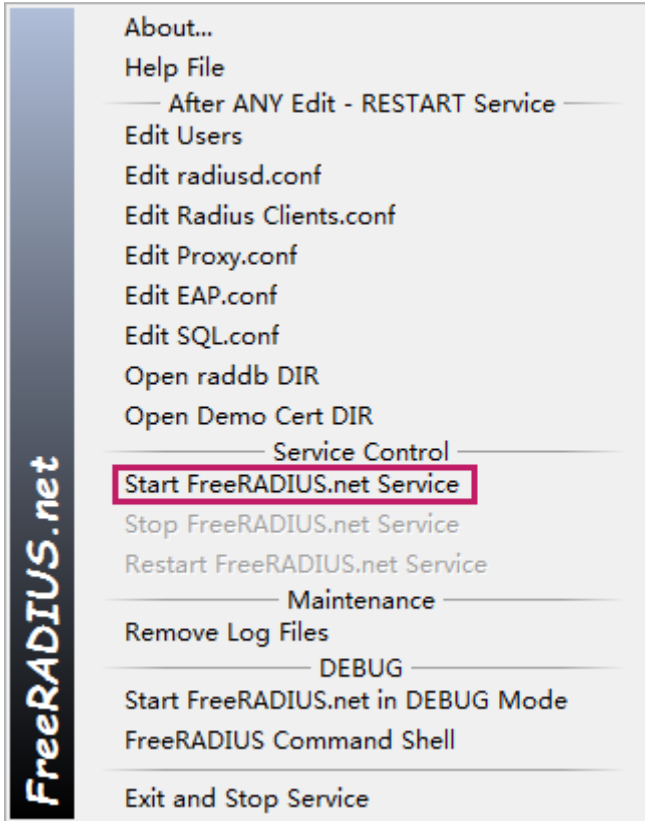 About...
Help File
After ANY Edit - RESTART Service
Edit Users
Edit radiusd.conf
Edit Radius Clients.conf
Edit Proxy.conf
Edit EAP.conf
Edit SQL.conf
Open raddb DIR
Open Demo Cert DIR
Service Control
Start FreeRADIUS.net Service
Stop FreeRADIUS.net Service
Restart FreeRADIUS.net Service
Maintenance
Remove Log Files
DEBUG
Start FreeRADIUS.net in DEBUG Mode
FreeRADIUS Command Shell
Exit and Stop Service
FreeRADIUS.net